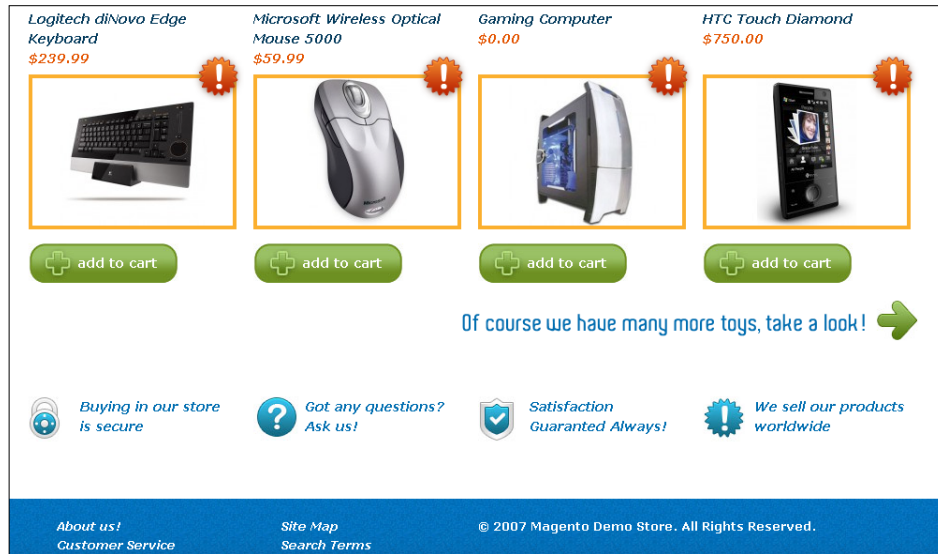 Logitech diNovo Edge
Keyboard
$239.99
Microsoft Wireless Optical
Mouse 5000
$59.99
Gaming Computer
$0.00
HTC Touch Diamond
$750.00
Microsoft
add to cart
add to cart
add to cart
add to cart
Of course we have many more toys, take a look!
Buying in our store
is secure
Got any questions?
Ask us!
Satisfaction
Guaranted Always!
We sell our products
worldwide
About us!
Customer Service
Site Map
Search Terms
© 2007 Magento Demo Store. All Rights Reserved.